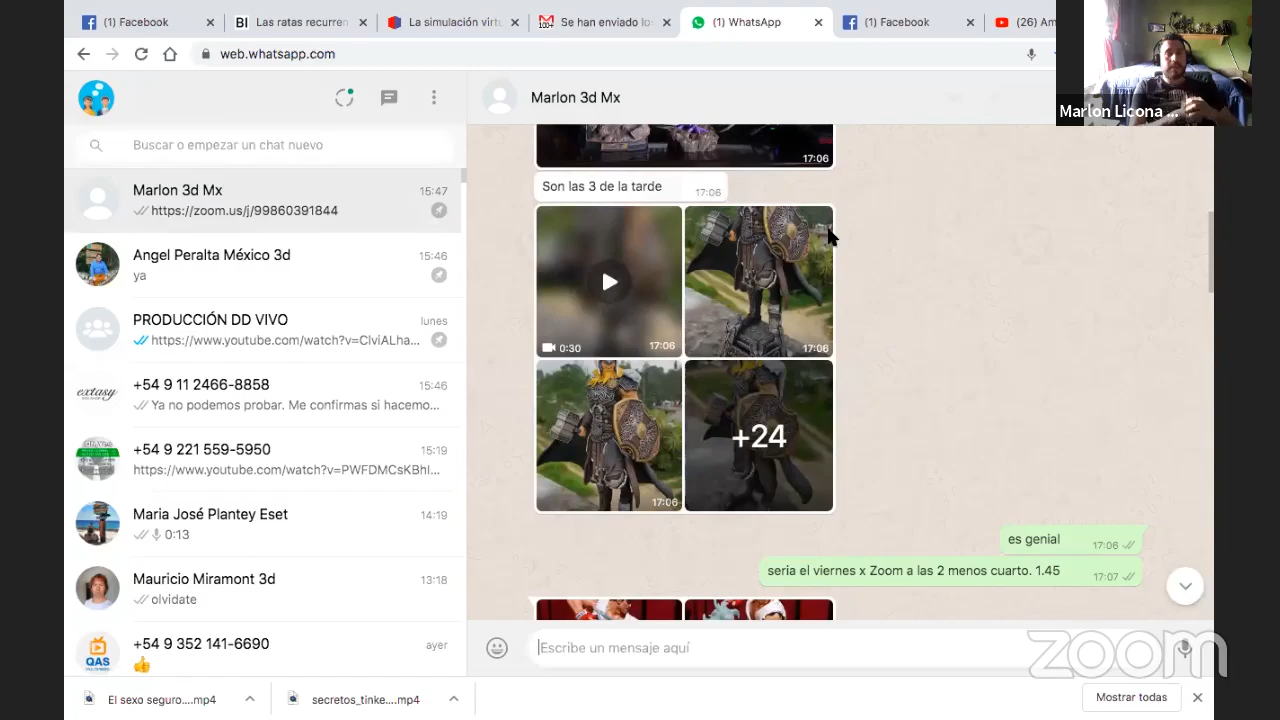 (1) Facebook
Las ratas recurren
La simulación virtu
Se han enviado lo
(1) WhatsApp
(1) Facebook
(26) Am
web.whatsapp.com
Marlon Licona ...
Marlon 3d Mx
17:06
Buscar o empezar un chat nuevo
Marlon 3d Mx
15:47
https://zoom.us/j/99860391844
Angel Peralta México 3d
15:46
ya
PRODUCCIÓN DD VIVO
lunes
https://www.youtube.com/watch?v=ClviALha...
+54 9 11 2466-8858
15:46
extasy
Ya no podemos probar. Me confirmas si hacemo...
+54 9 221 559-5950
15:19
https://www.youtube.com/watch?v=PWFDMCsKBhI...
Maria José Plantey Eset
14:19
0:13
Mauricio Miramont 3d
13:18
olvidate
+54 9 352 141-6690
ayer
QAS
Son las 3 de la tarde
17:06
0:30
17:06
17:06
17:06
+24
es genial
17:06
seria el viernes x Zoom a las 2 menos cuarto. 1.45
17:07
Escribe un mensaje aquí
zoom
El sexo seguro....mp4
secretos_tinke....mp4
Mostrar todas